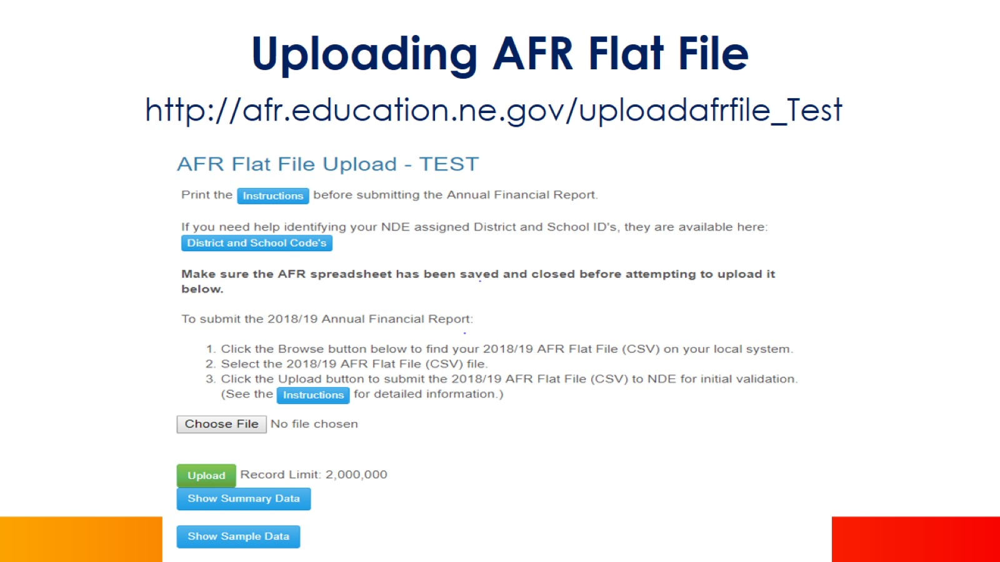 Uploading AFR Flat File
http://afr.education.ne.gov/uploadafrfile_Test
AFR Flat File Upload - TEST
Print the Instructions before submitting the Annual Financial Report.
If you need help identifying your NDE assigned District and School ID's, they are available here:
District and School Code's
Make sure the AFR spreadsheet has been saved and closed before attempting to upload it
below.
To submit the 2018/19 Annual Financial Report:
1. Click the Browse button below to find your 2018/19 AFR Flat File (CSV) on your local system.
2. Select the 2018/19 AFR Flat File (CSV) file.
3. Click the Upload button to submit the 2018/19 AFR Flat File (CSV) to NDE for initial validation.
(See the Instructions for detailed information.)
Choose File No file chosen
Upload Record Limit: 2,000,000
Show Summary Data
Show Sample Data